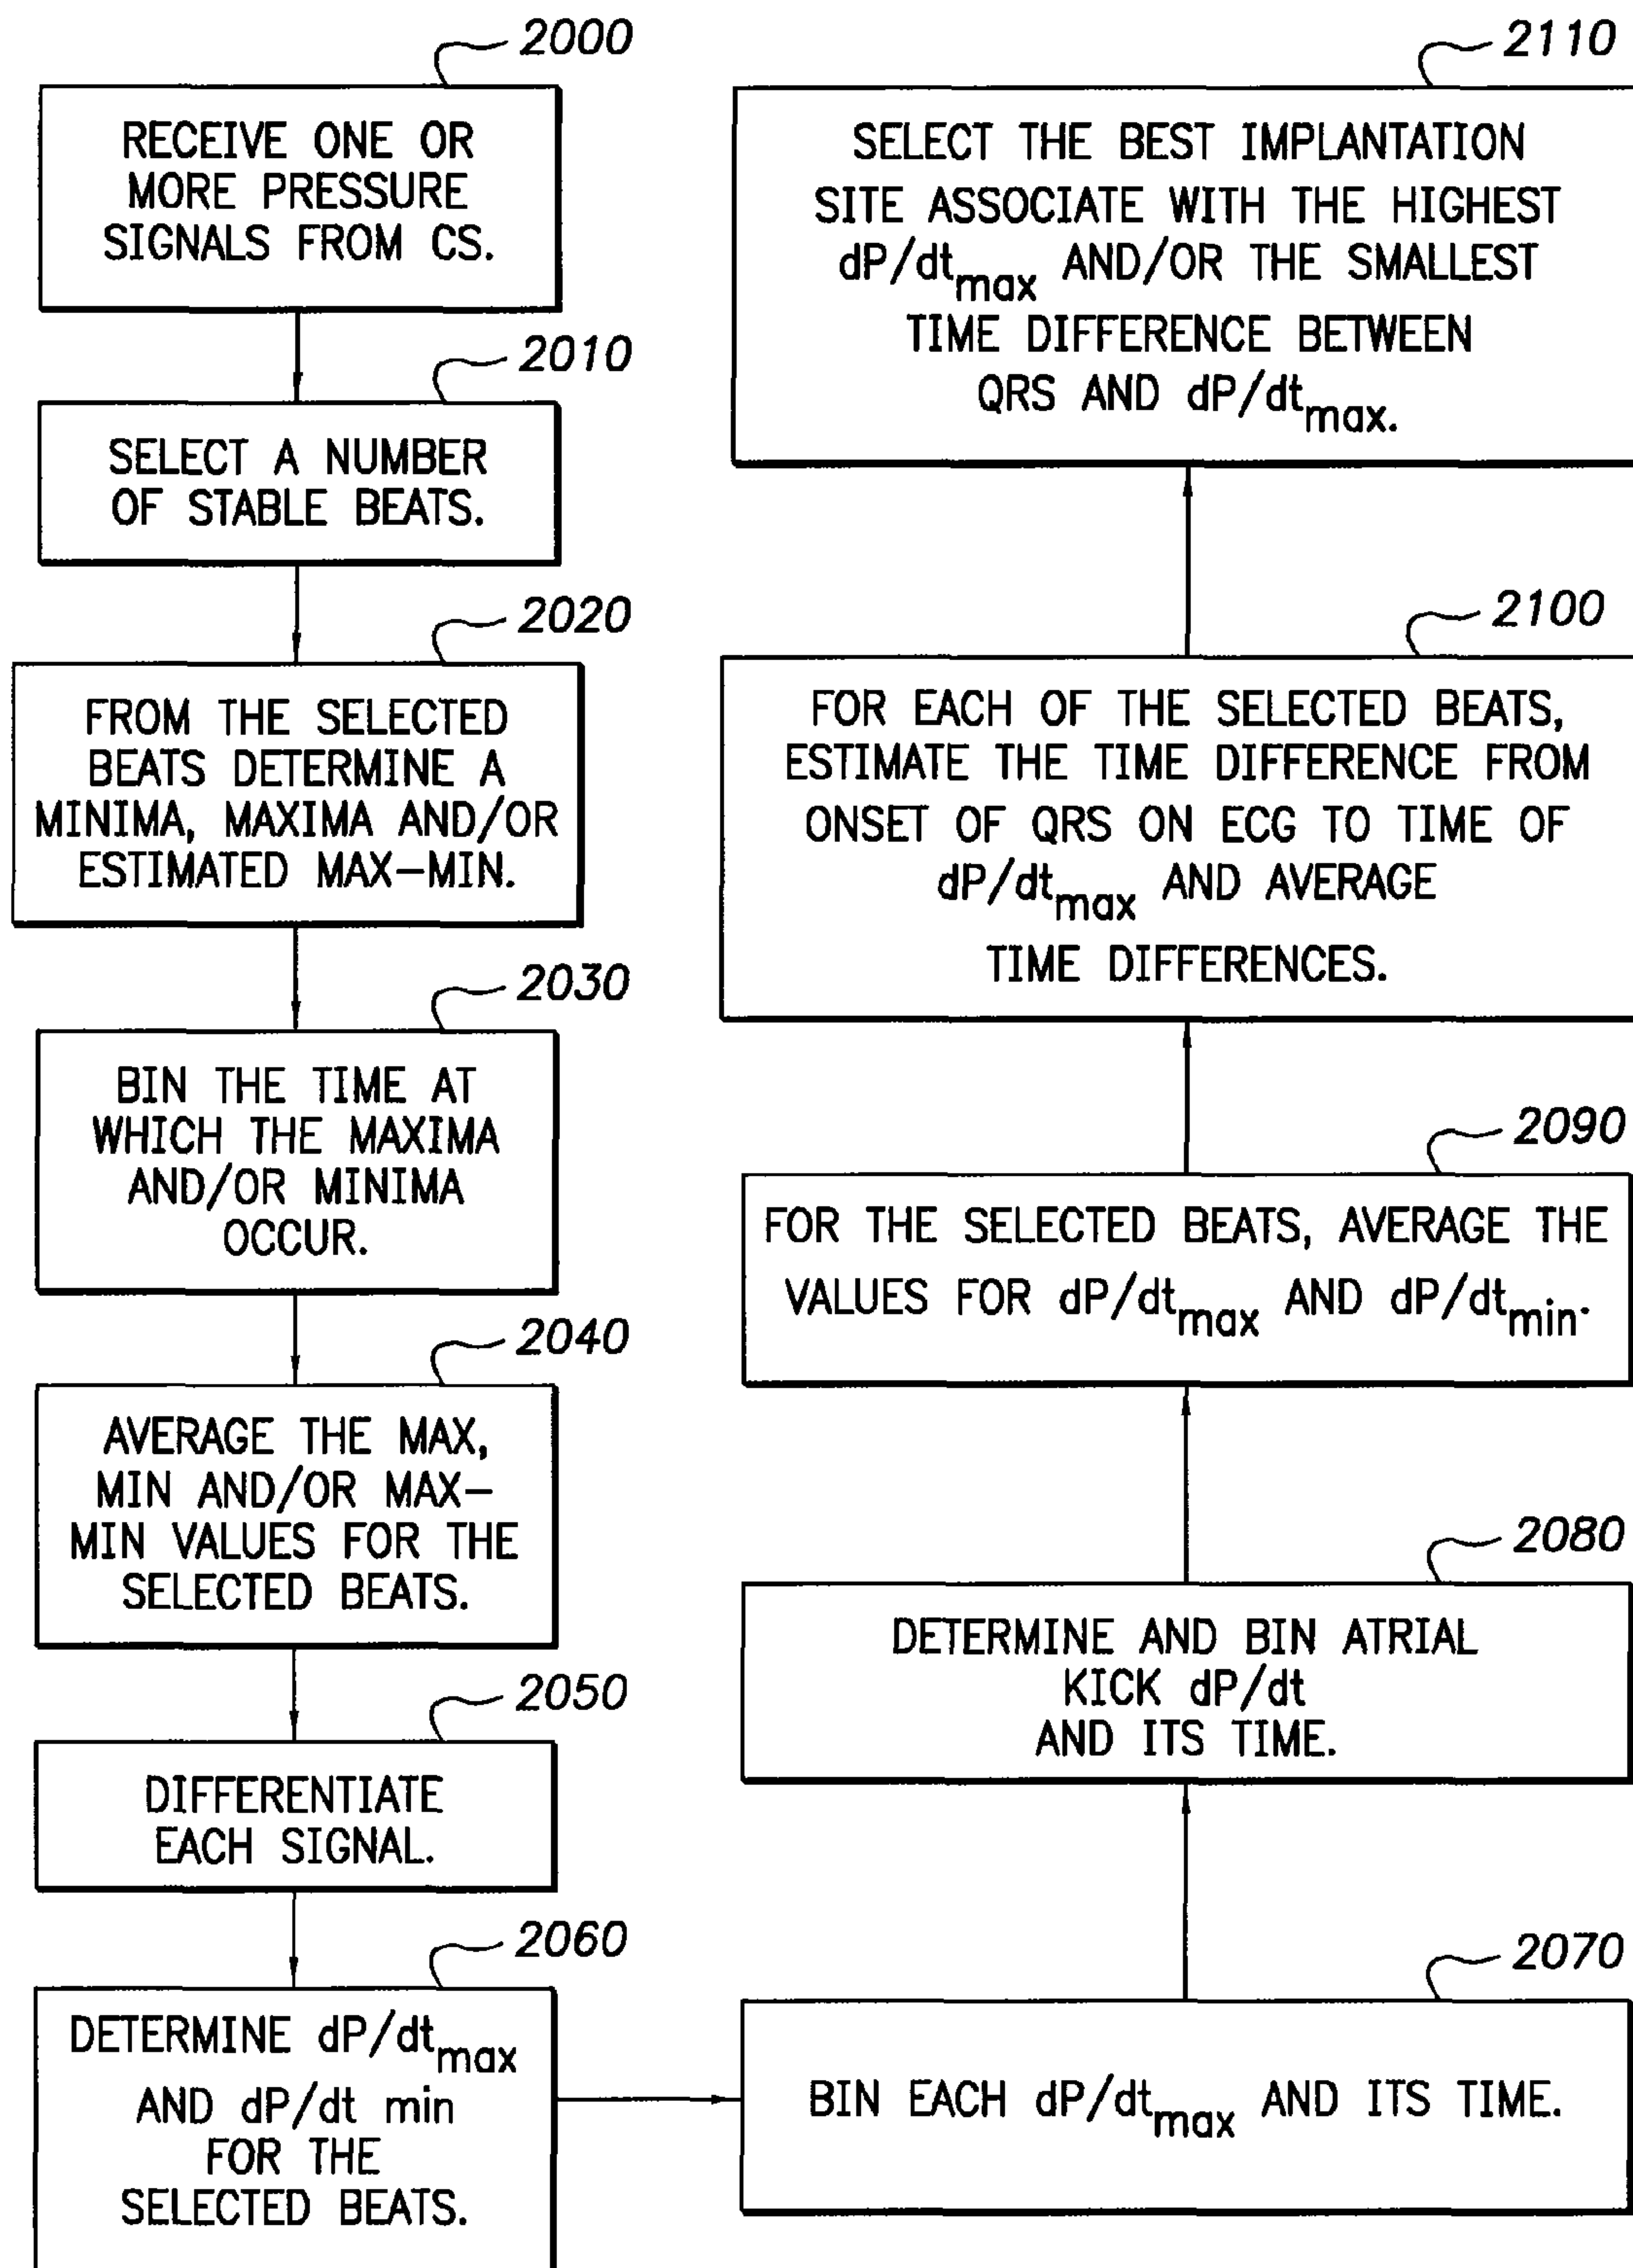 2000
RECEIVE ONE OR
MORE PRESSURE
SIGNALS FROM CS.
2010
SELECT A NUMBER
OF STABLE BEATS.
2020
FROM THE SELECTED
BEATS DETERMINE A
MINIMA, MAXIMA AND/OR
ESTIMATED MAX-MIN.
2030
BIN THE TIME AT
WHICH THE MAXIMA
AND/OR MINIMA
OCCUR.
2040
AVERAGE THE MAX,
MIN AND/OR MAX-
MIN VALUES FOR THE
SELECTED BEATS.
2050
DIFFERENTIATE
EACH SIGNAL.
2060
DETERMINE dP/dtmax
AND dP/dt min
FOR THE
SELECTED BEATS.
2070
BIN EACH dP/dtmax AND ITS TIME.
2080
DETERMINE AND BIN ATRIAL
KICK dP/dt
AND ITS TIME.
2090
FOR THE SELECTED BEATS, AVERAGE THE
VALUES FOR dP/dtmax AND dP/dtmin.
2100
FOR EACH OF THE SELECTED BEATS,
ESTIMATE THE TIME DIFFERENCE FROM
ONSET OF QRS ON ECG TO TIME OF
dP/dtmax AND AVERAGE
TIME DIFFERENCES.
2110
SELECT THE BEST IMPLANTATION
SITE ASSOCIATE WITH THE HIGHEST
dP/dtmax AND/OR THE SMALLEST
TIME DIFFERENCE BETWEEN
QRS AND dP/dtmax.